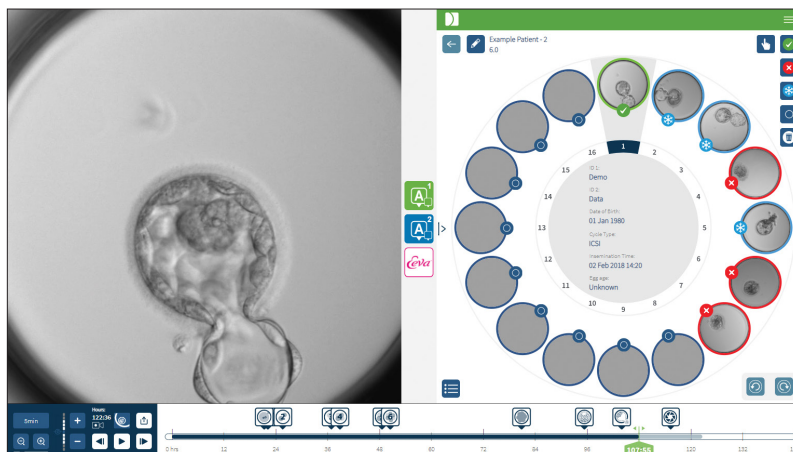 Example Patient - 2
6.0
A 1
A 2
Eva
1
2
3
4
5
6
7
8
9
10
11
12
13
14
15
16
ID 1:
Demo
ID 2:
Data
Date of Birth:
01 Jan 1980
Cycle Type:
ICSI
Insemination Time:
02 Feb 2018 14:20
Egg age:
Unknown
5min
Hours:
122:36
0 hrs
12
24
36
48
60
72
84
96
107:55
120
132